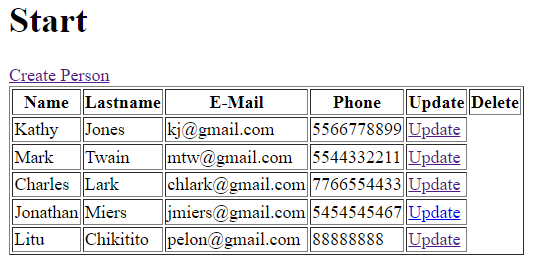 Start
Create Person
Name Lastname E-Mail Phone Update Delete
Kathy Jones kj@gmail.com 5566778899 Update
Mark Twain mtw@gmail.com 5544332211 Update
Charles Lark chlark@gmail.com 7766554433 Update
Jonathan Miers jmiers@gmail.com 5454545467 Update
Litu Chikitito pelon@gmail.com 88888888 Update